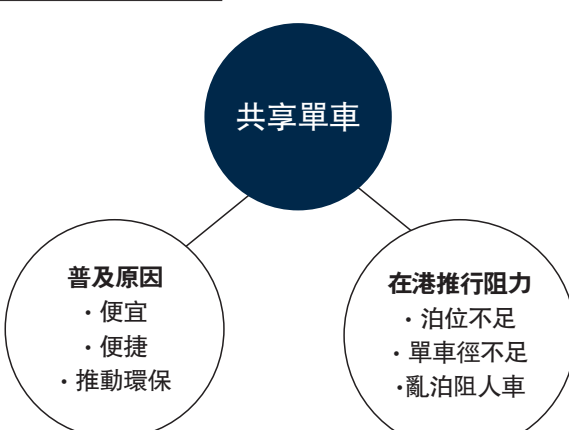 共享單車
普及原因
・便宜
・便捷
・推動環保
在港推行阻力
・泊位不足
・單車徑不足
・亂泊阻人車